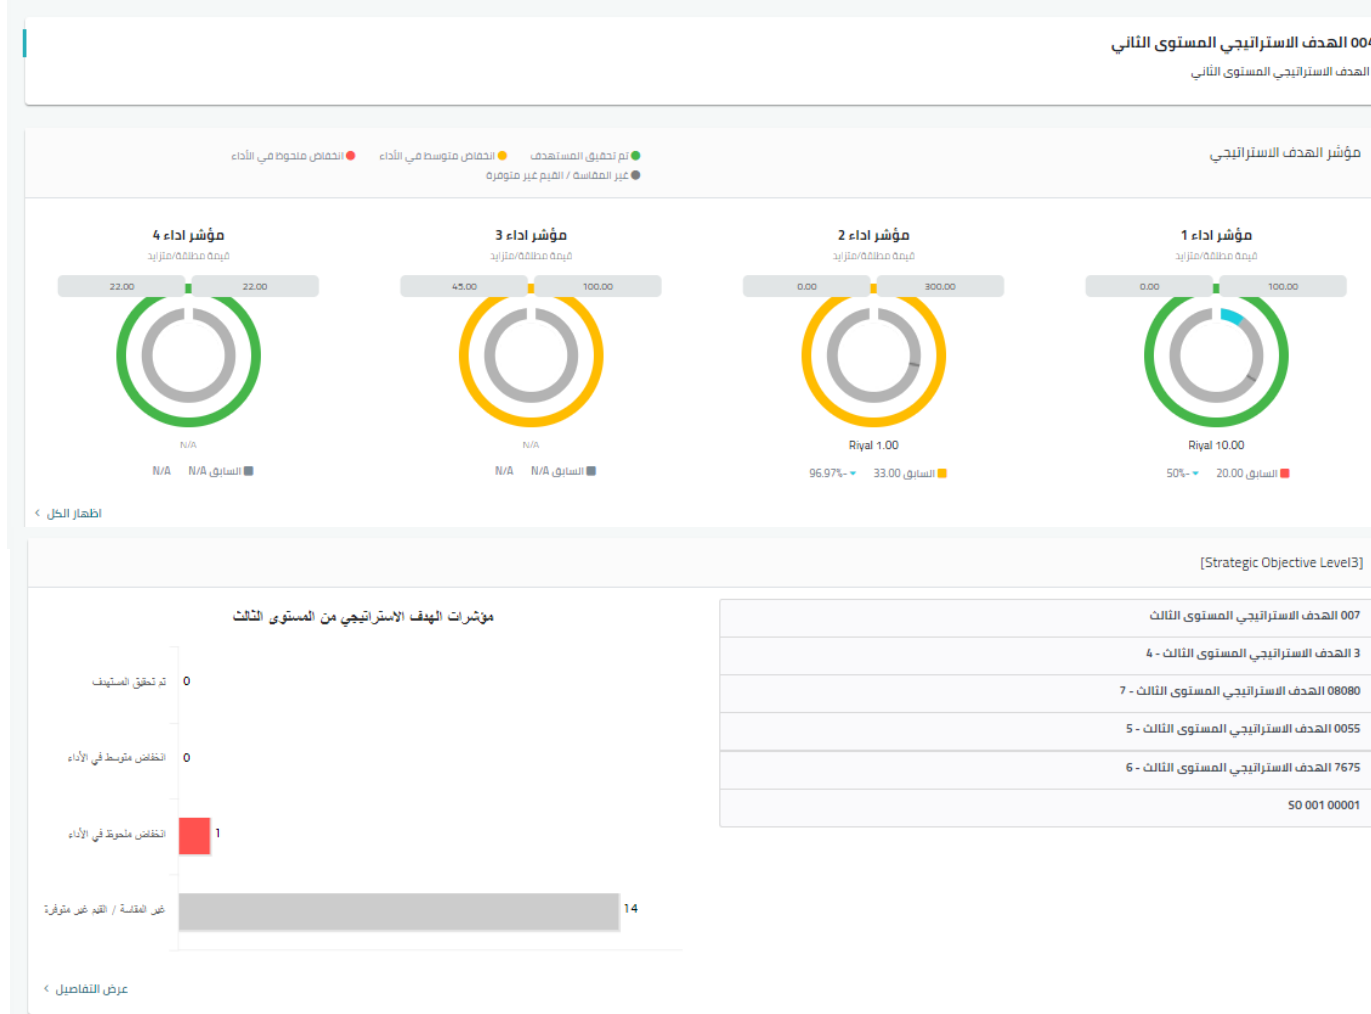 004 الهدف الاستراتيجي المستوى الثاني
الهدف الاستراتيجي المستوى الثاني
مؤشر الهدف الاستراتيجي
تم تحقيق المستهدف
انخفاض متوسط في الأداء
انخفاض ملحوظ في الأداء
غير المقاسة / القيم غير متوفرة
مؤشر اداء 1
قيمة مطلقة/متزايد
0.00 100.00
Riyal 10.00
السابق 20.00 -50%
مؤشر اداء 2
قيمة مطلقة/متزايد
0.00 300.00
Riyal 1.00
السابق 33.00 -96.97%
مؤشر اداء 3
قيمة مطلقة/متزايد
45.00 100.00
N/A
السابق N/A N/A
مؤشر اداء 4
قيمة مطلقة/متزايد
22.00 22.00
N/A
السابق N/A N/A
اظهار الكل
[Strategic Objective Level3]
007 الهدف الاستراتيجي المستوى الثالث
3 الهدف الاستراتيجي المستوى الثالث - 4
08080 الهدف الاستراتيجي المستوى الثالث - 7
0055 الهدف الاستراتيجي المستوى الثالث - 5
7675 الهدف الاستراتيجي المستوى الثالث - 6
SO 001 00001
مؤشرات الهدف الاستراتيجي من المستوى الثالث
تم تحقيق المستهدف 0
انخفاض متوسط في الأداء 0
انخفاض ملحوظ في الأداء 1
غير المقاسة / القيم غير متوفرة 14
عرض التفاصيل